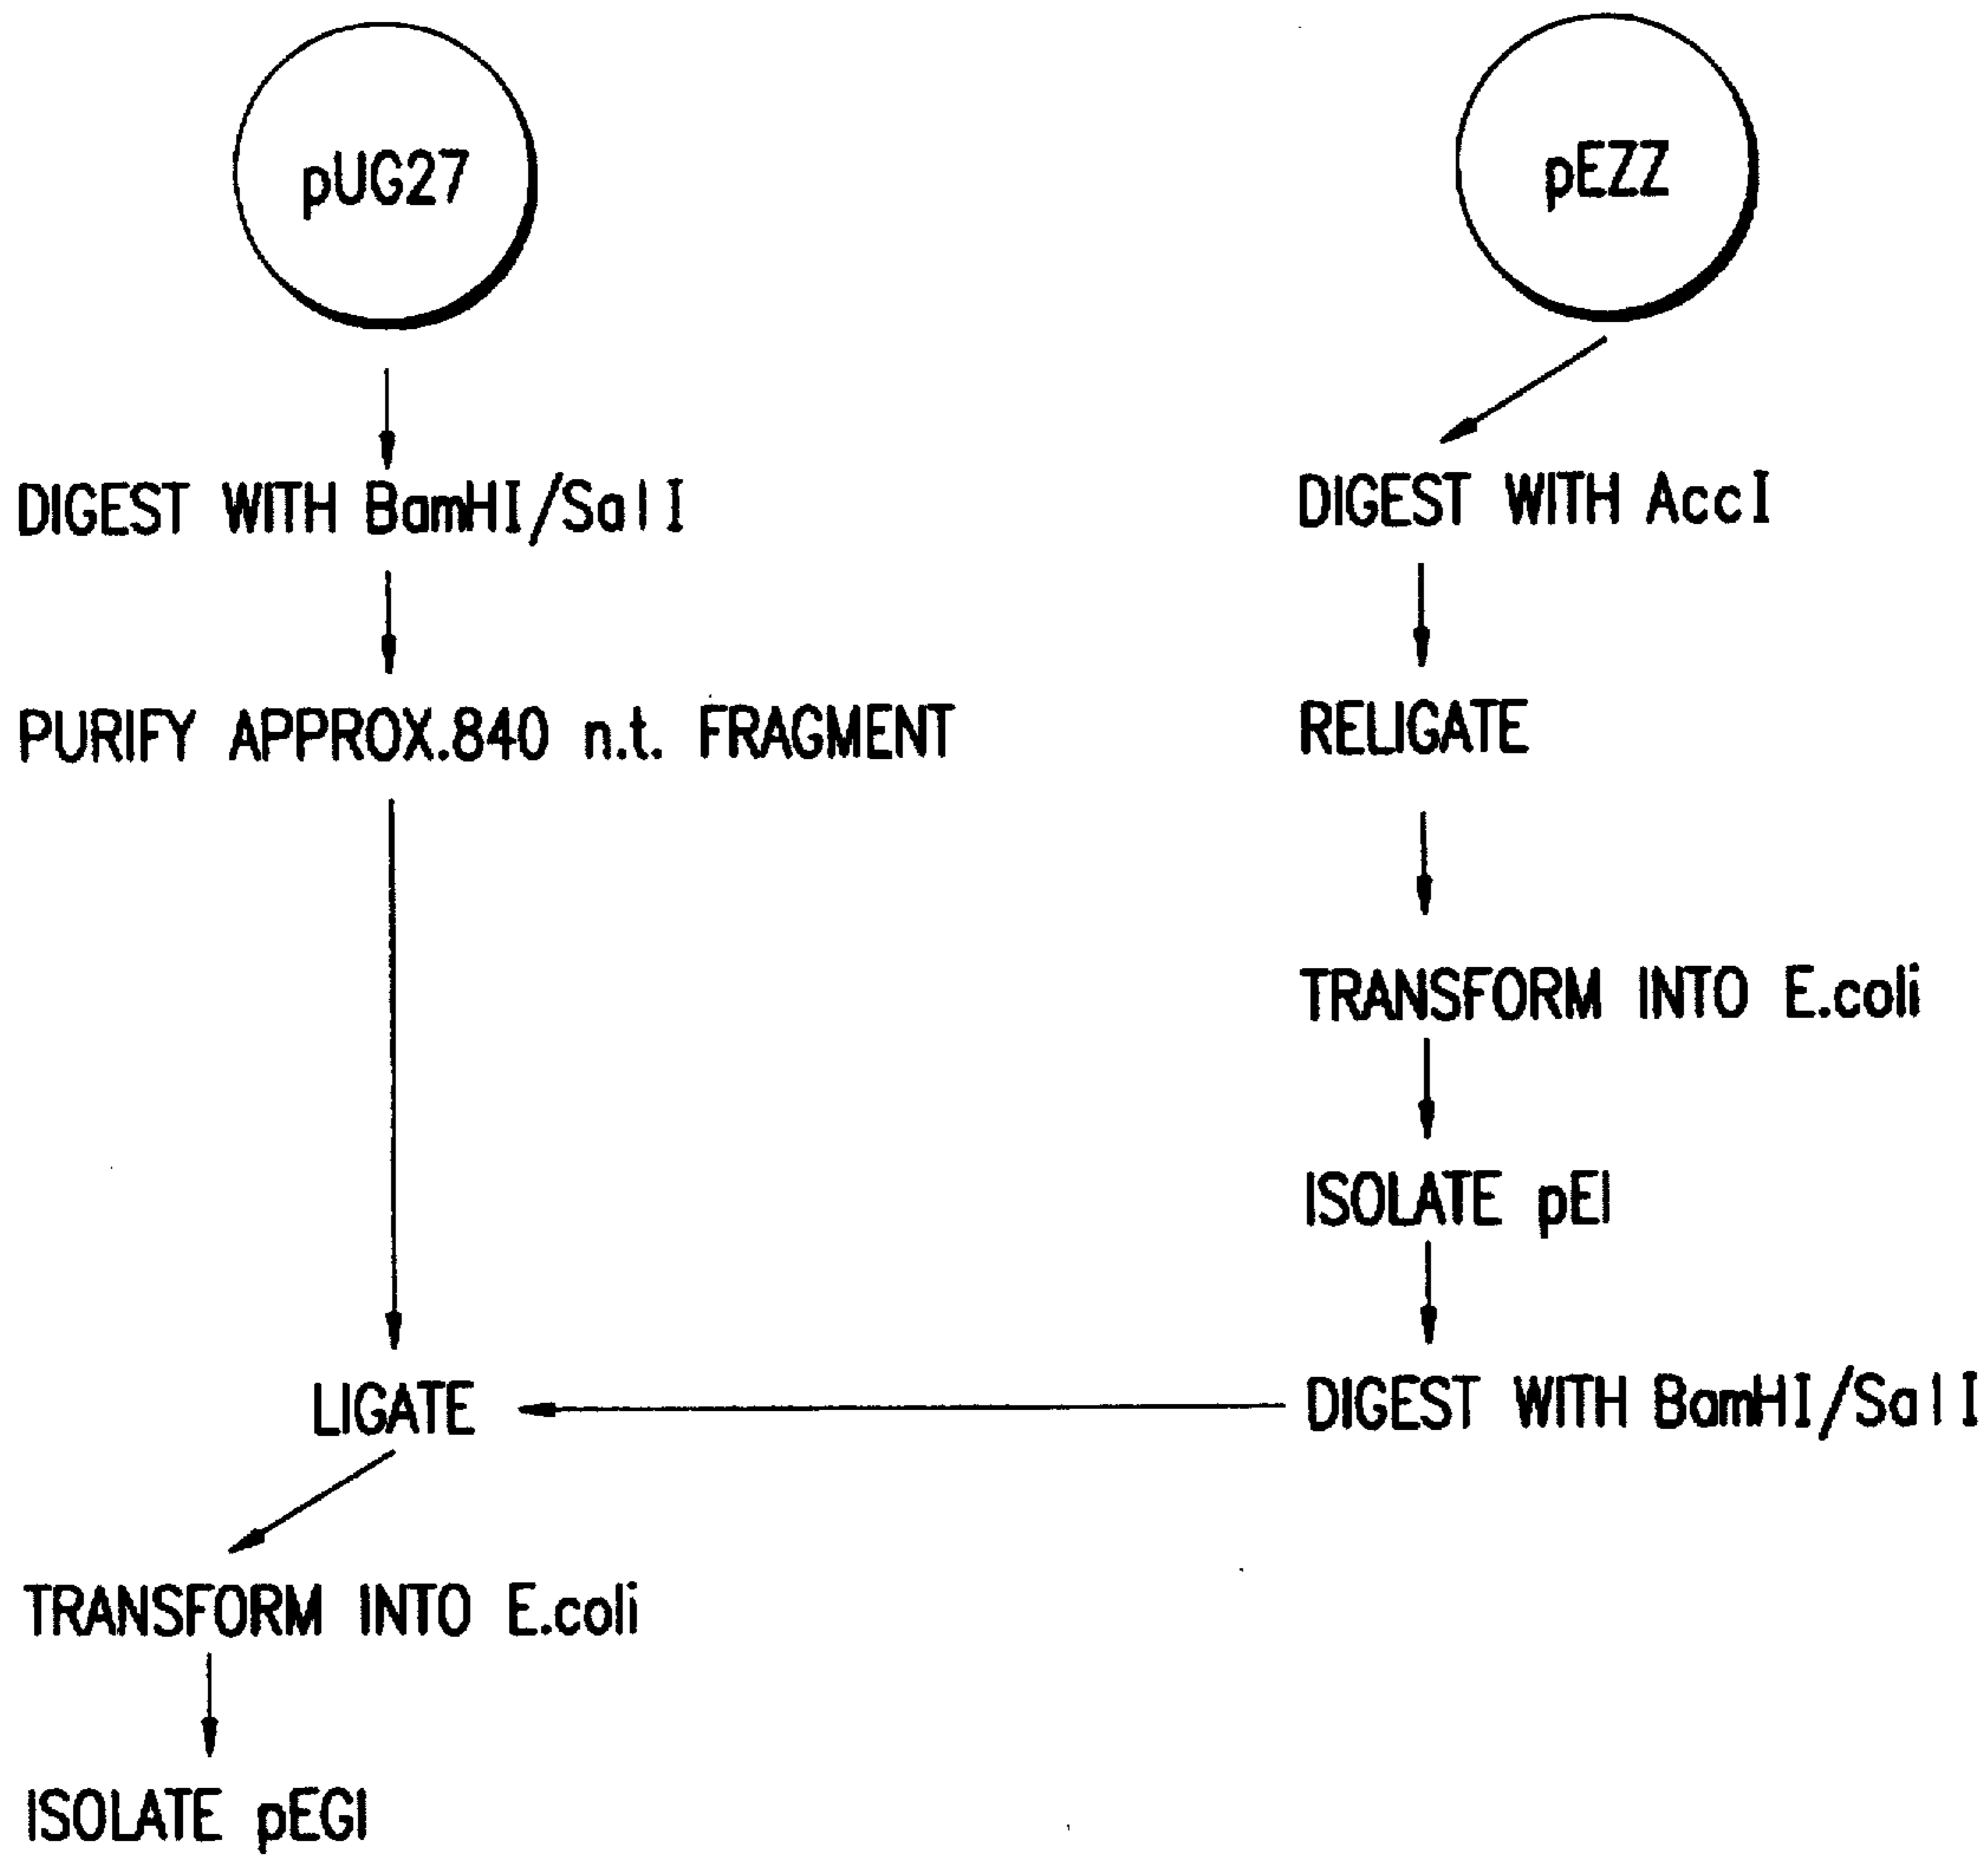 pUG27
DIGEST WITH BamHI/SalI
PURIFY APPROX.840 n.t. FRAGMENT
pEZZ
DIGEST WITH AccI
RELIGATE
TRANSFORM INTO E.coli
ISOLATE pEI
DIGEST WITH BamHI/SalI
LIGATE
TRANSFORM INTO E.coli
ISOLATE pEGI